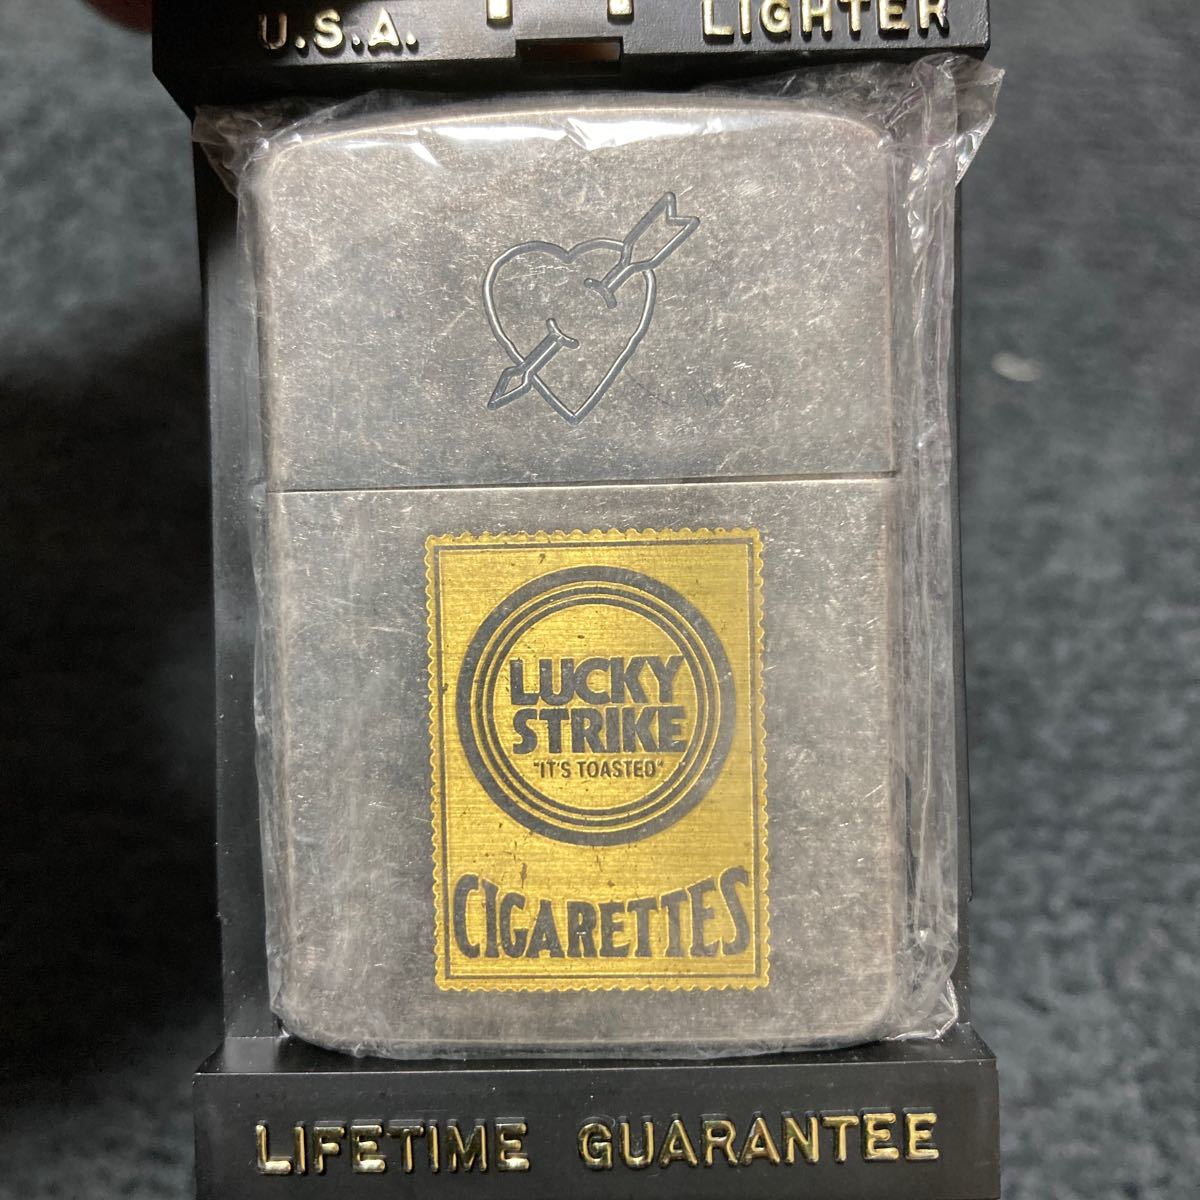 U.S.A. LIGHTER
LUCKY
STRIKE
"IT'S TOASTED"
CIGARETTES
LIFETIME GUARANTEE